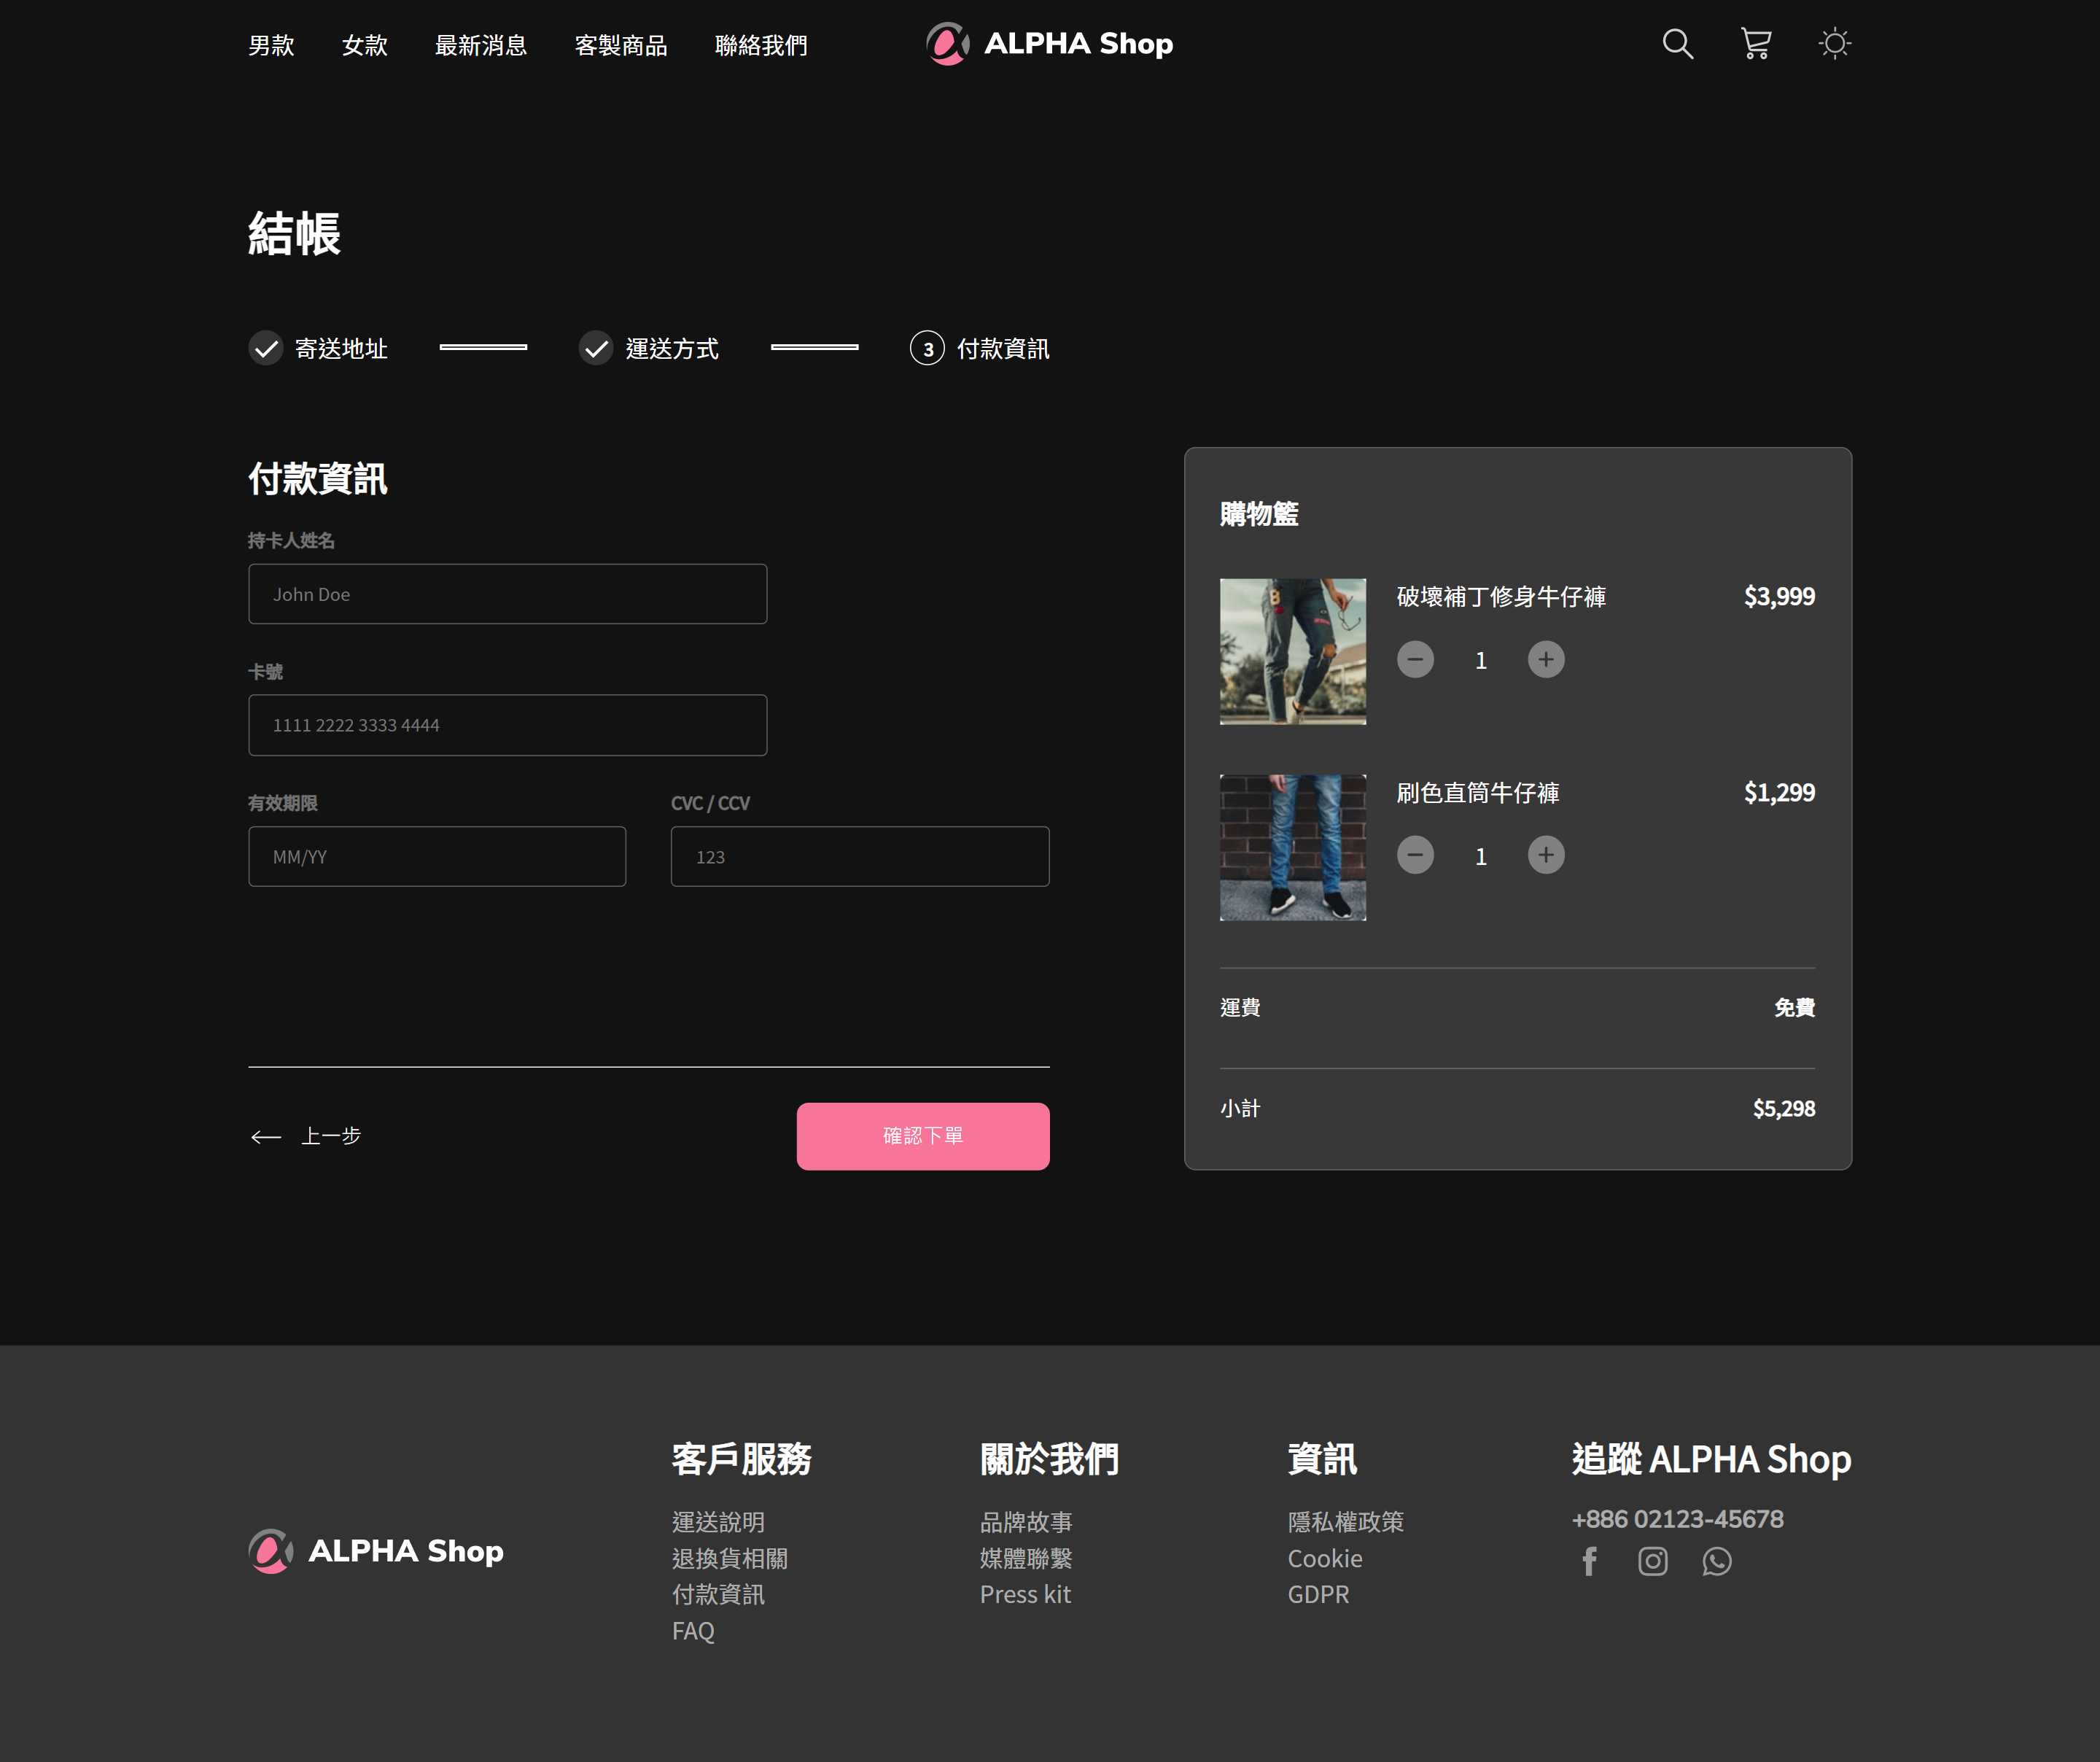 男款 女款 最新消息 客製商品 聯絡我們 ALPHA Shop
結帳
寄送地址 運送方式 3 付款資訊
付款資訊
持卡人姓名
John Doe
卡號
1111 2222 3333 4444
有效期限 CVC / CCV
MM/YY 123
上一步 確認下單
購物籃
破壞補丁修身牛仔褲 $3,999
1
刷色直筒牛仔褲 $1,299
1
運費 免費
小計 $5,298
ALPHA Shop
客戶服務
運送說明
退換貨相關
付款資訊
FAQ
關於我們
品牌故事
媒體聯繫
Press kit
資訊
隱私權政策
Cookie
GDPR
追蹤 ALPHA Shop
+886 02123-45678